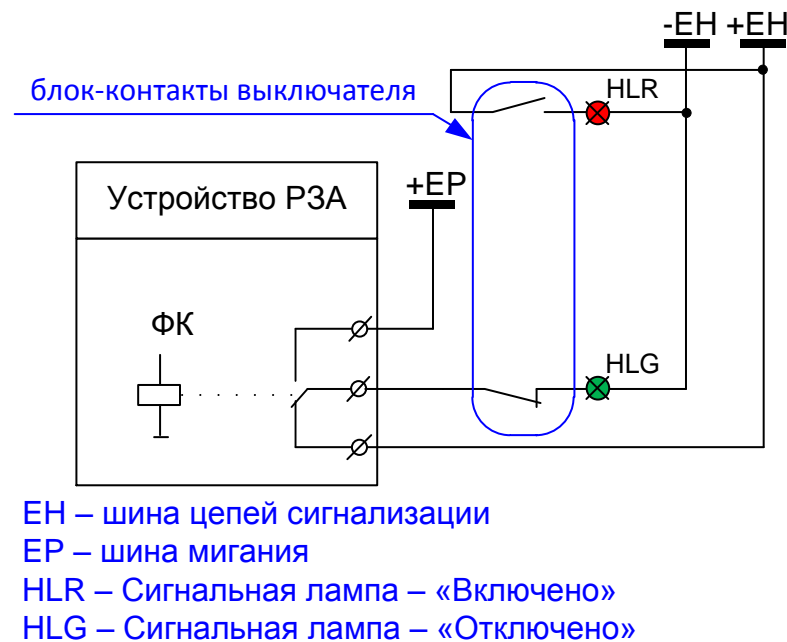 -EH +EH
блок-контакты выключателя
HLR
Устройство РЗА
+EP
ФК
HLG
EH – шина цепей сигнализации
EP – шина мигания
HLR – Сигнальная лампа – «Включено»
HLG – Сигнальная лампа – «Отключено»